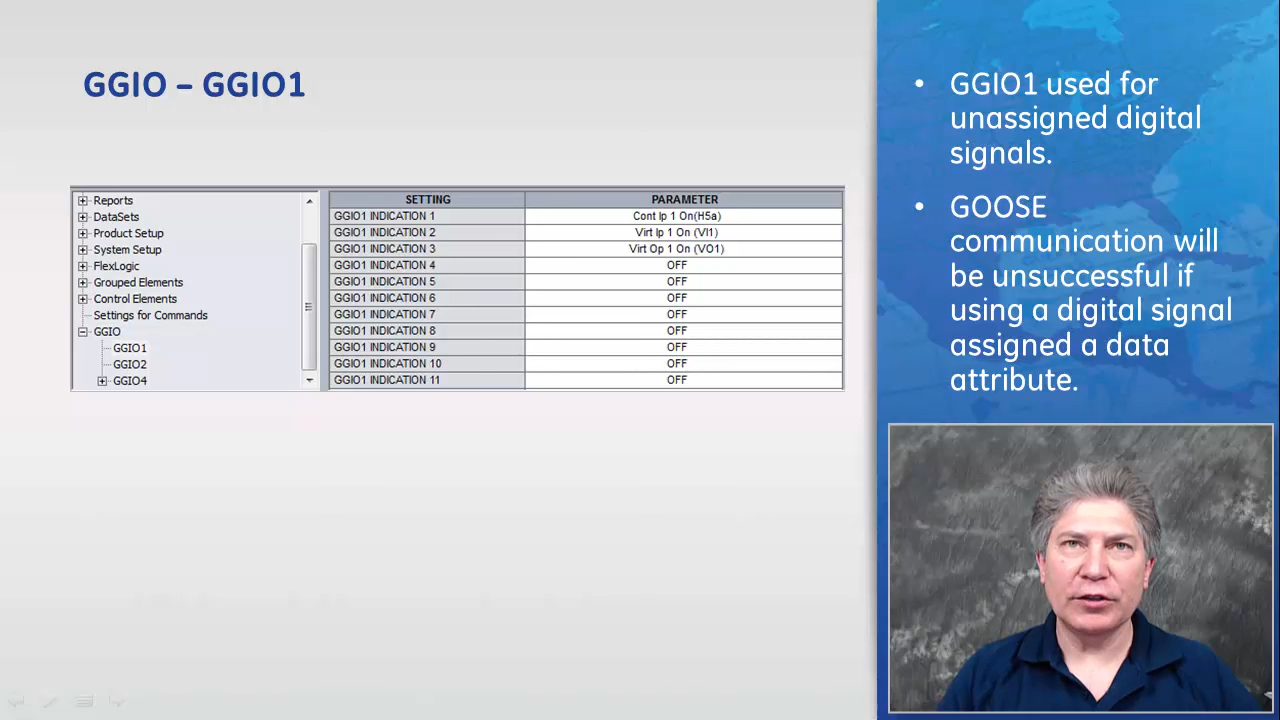 GGIO – GGIO1
Reports
DataSets
Product Setup
System Setup
FlexLogic
Grouped Elements
Control Elements
Settings for Commands
GGIO
GGIO1
GGIO2
GGIO4
SETTING PARAMETER
GGIO1 INDICATION 1 Cont Ip 1 On(H5a)
GGIO1 INDICATION 2 Virt Ip 1 On (VI1)
GGIO1 INDICATION 3 Virt Op 1 On (VO1)
GGIO1 INDICATION 4 OFF
GGIO1 INDICATION 5 OFF
GGIO1 INDICATION 6 OFF
GGIO1 INDICATION 7 OFF
GGIO1 INDICATION 8 OFF
GGIO1 INDICATION 9 OFF
GGIO1 INDICATION 10 OFF
GGIO1 INDICATION 11 OFF
• GGIO1 used for
unassigned digital
signals.
• GOOSE
communication will
be unsuccessful if
using a digital signal
assigned a data
attribute.